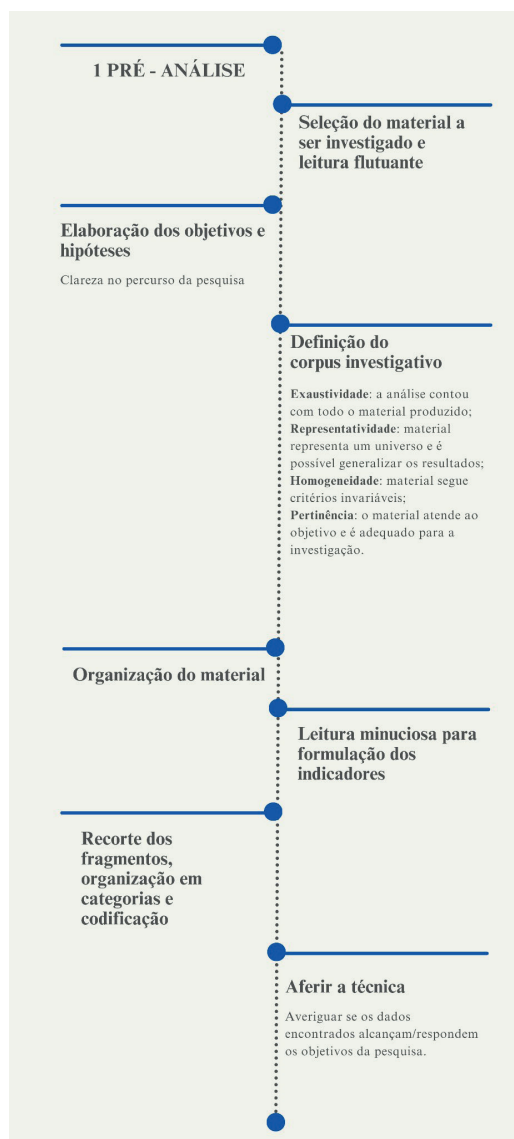 1 PRÉ - ANÁLISE
Seleção do material a
ser investigado e
leitura flutuante
Elaboração dos objetivos e
hipóteses
Clareza no percurso da pesquisa
Definição do
corpus investigativo
Exaustividade: a análise contou
com todo o material produzido;
Representatividade: material
representa um universo e é
possível generalizar os resultados;
Homogeneidade: material segue
critérios invariáveis;
Pertinência: o material atende ao
objetivo e é adequado para a
investigação.
Organização do material
Leitura minuciosa para
formulação dos
indicadores
Recorte dos
fragmentos,
organização em
categorias e
codificação
Aferir a técnica
Averiguar se os dados
encontrados alcançam/respondem
os objetivos da pesquisa.